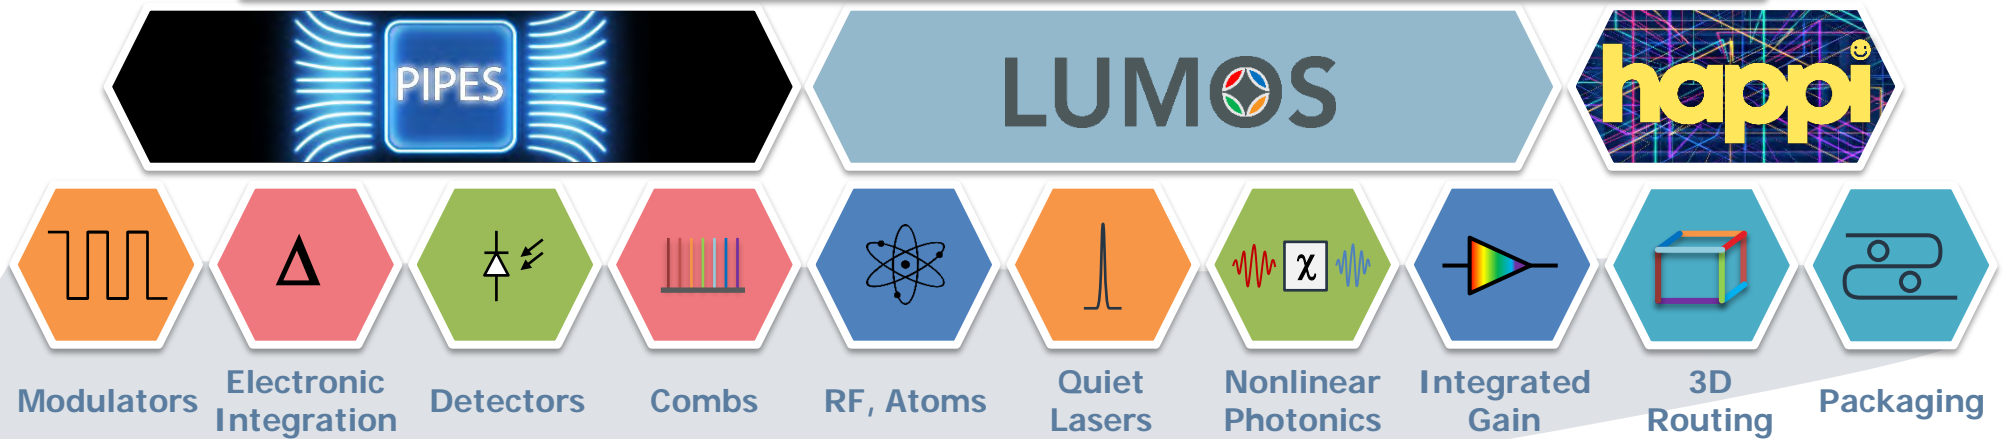 PIPES
LUMOS
happi
Δ
χ
Modulators
Electronic
Integration
Detectors
Combs
RF, Atoms
Quiet
Lasers
Nonlinear
Photonics
Integrated
Gain
3D
Routing
Packaging